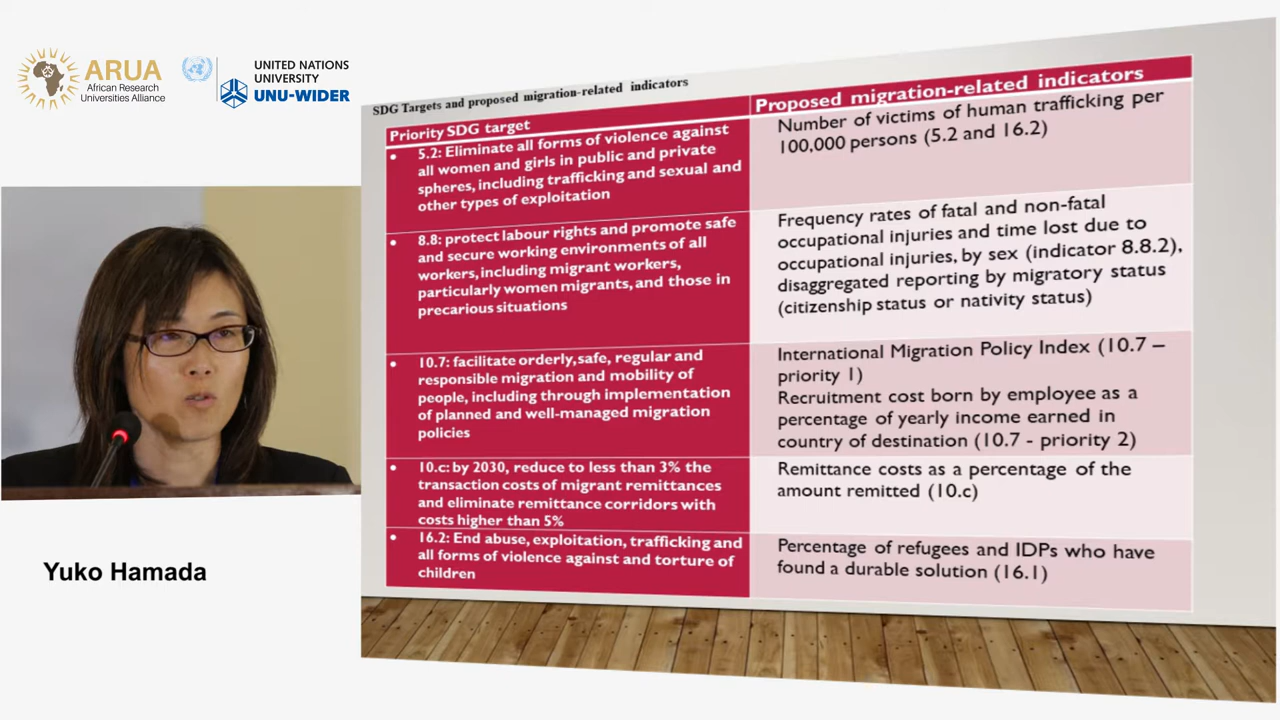 ARUA
African Research
Universities Alliance
UNITED NATIONS
UNIVERSITY
UNU-WIDER
Yuko Hamada
SDG Targets and proposed migration-related indicators
Priority SDG target
Proposed migration-related indicators
• 5.2: Eliminate all forms of violence against
all women and girls in public and private
spheres, including trafficking and sexual and
other types of exploitation
Number of victims of human trafficking per
100,000 persons (5.2 and 16.2)
• 8.8: protect labour rights and promote safe
and secure working environments of all
workers, including migrant workers,
particularly women migrants, and those in
precarious situations
Frequency rates of fatal and non-fatal
occupational injuries and time lost due to
occupational injuries, by sex (indicator 8.8.2),
disaggregated reporting by migratory status
(citizenship status or nativity status)
• 10.7: facilitate orderly, safe, regular and
responsible migration and mobility of
people, including through implementation
of planned and well-managed migration
policies
International Migration Policy Index (10.7 –
priority 1)
Recruitment cost born by employee as a
percentage of yearly income earned in
country of destination (10.7 - priority 2)
• 10.c: by 2030, reduce to less than 3% the
transaction costs of migrant remittances
and eliminate remittance corridors with
costs higher than 5%
Remittance costs as a percentage of the
amount remitted (10.c)
• 16.2: End abuse, exploitation, trafficking and
all forms of violence against and torture of
children
Percentage of refugees and IDPs who have
found a durable solution (16.1)